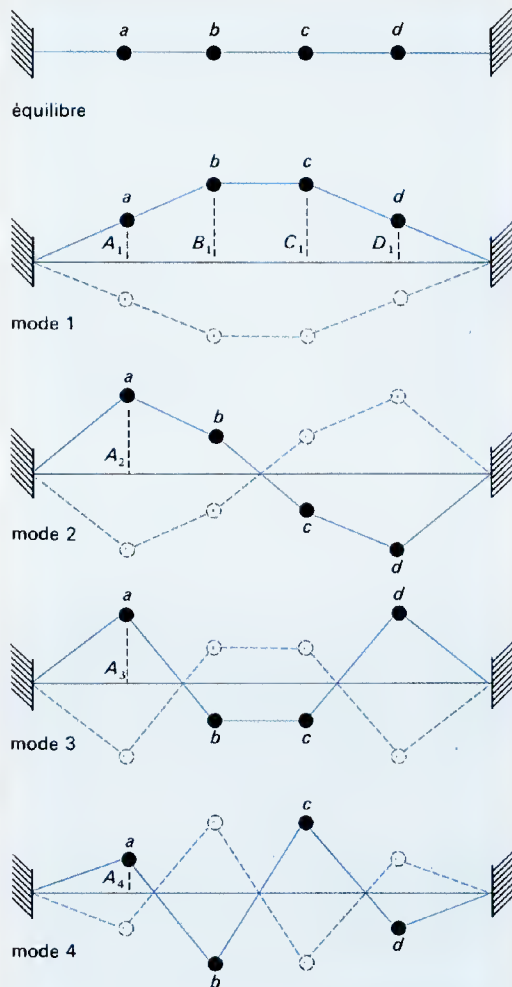 a b c d
équilibre
b c
a d
A₁ B₁ C₁ D₁
mode 1
a
b
A₂
c
mode 2
d
a d
A₃
b c
mode 3
c
a
A₄
d
mode 4
b